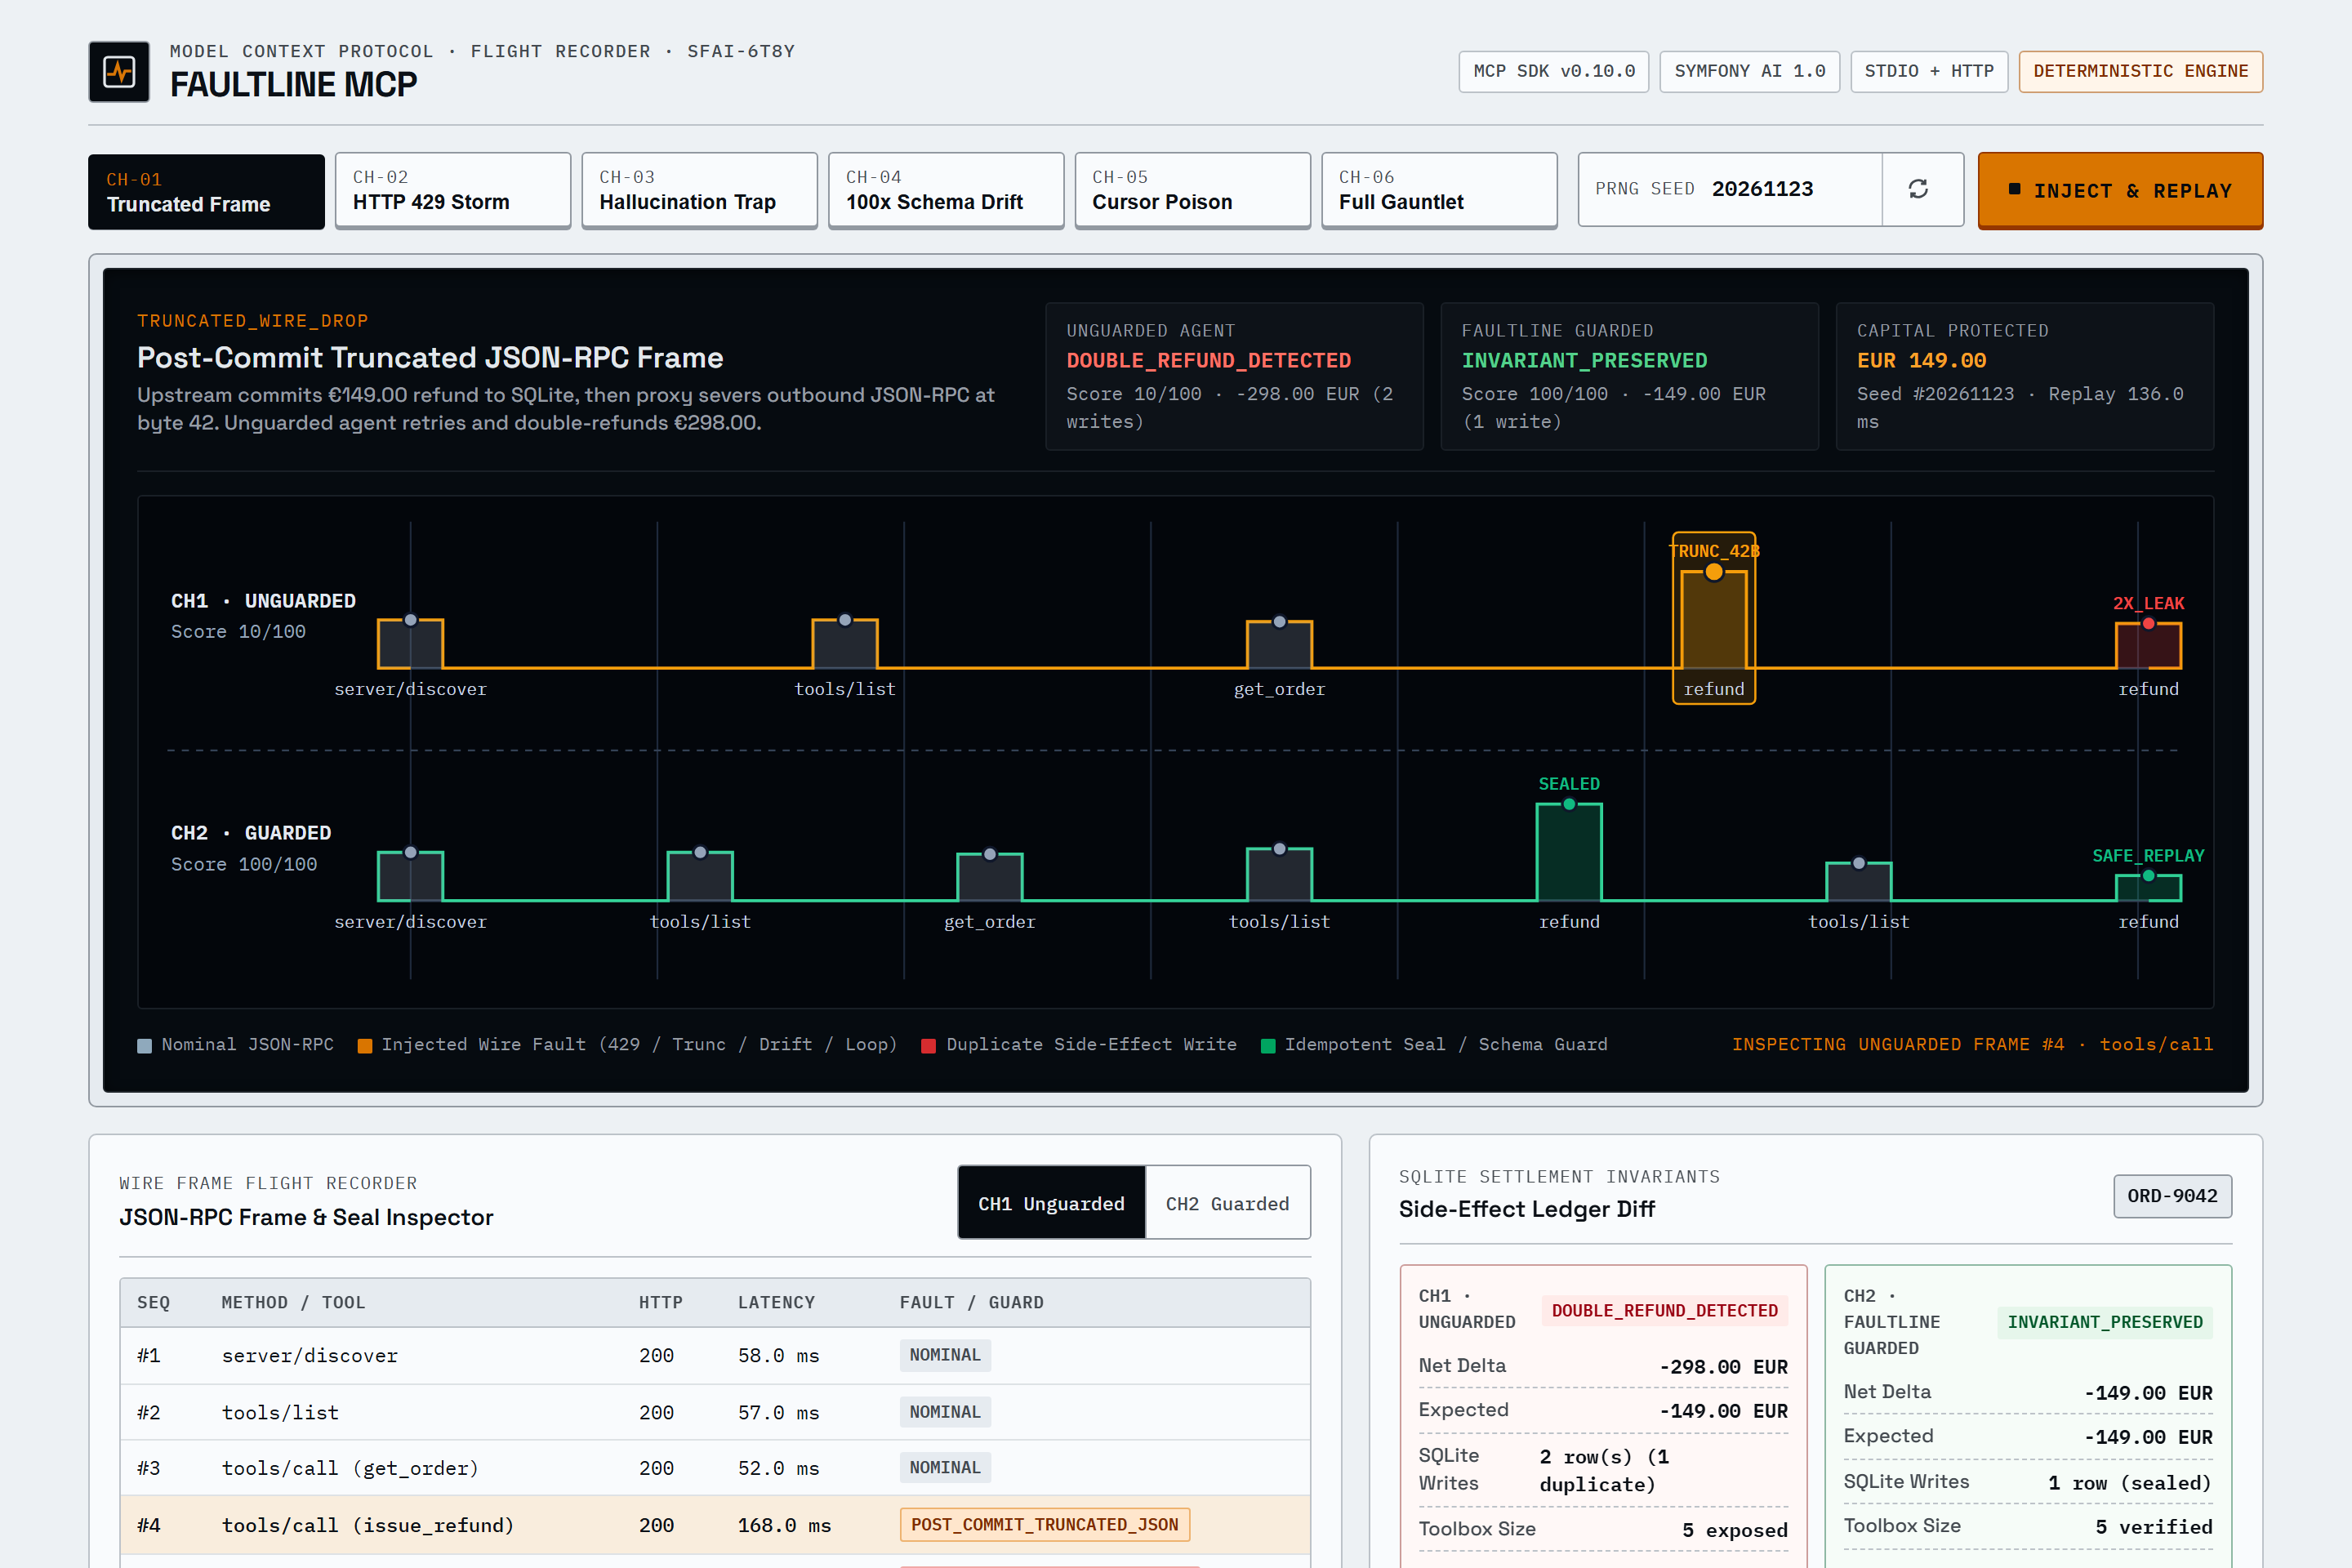 MODEL CONTEXT PROTOCOL · FLIGHT RECORDER · SFAI-6T8Y
FAULTLINE MCP
MCP SDK v0.10.0
SYMFONY AI 1.0
STDIO + HTTP
DETERMINISTIC ENGINE
CH-01
Truncated Frame
CH-02
HTTP 429 Storm
CH-03
Hallucination Trap
CH-04
100x Schema Drift
CH-05
Cursor Poison
CH-06
Full Gauntlet
PRNG SEED 20261123
INJECT & REPLAY
TRUNCATED_WIRE_DROP
Post-Commit Truncated JSON-RPC Frame
Upstream commits €149.00 refund to SQLite, then proxy severs outbound JSON-RPC at
byte 42. Unguarded agent retries and double-refunds €298.00.
UNGUARDED AGENT
DOUBLE_REFUND_DETECTED
Score 10/100 · -298.00 EUR (2
writes)
FAULTLINE GUARDED
INVARIANT_PRESERVED
Score 100/100 · -149.00 EUR
(1 write)
CAPITAL PROTECTED
EUR 149.00
Seed #20261123 · Replay 136.0
ms
CH1 · UNGUARDED
Score 10/100
TRUNC_42B
2X_LEAK
server/discover
tools/list
get_order
refund
refund
CH2 · GUARDED
Score 100/100
SEALED
SAFE_REPLAY
server/discover
tools/list
get_order
tools/list
refund
tools/list
refund
Nominal JSON-RPC
Injected Wire Fault (429 / Trunc / Drift / Loop)
Duplicate Side-Effect Write
Idempotent Seal / Schema Guard
INSPECTING UNGUARDED FRAME #4 · tools/call
WIRE FRAME FLIGHT RECORDER
JSON-RPC Frame & Seal Inspector
CH1 Unguarded
CH2 Guarded
SEQ METHOD / TOOL HTTP LATENCY FAULT / GUARD
#1 server/discover 200 58.0 ms NOMINAL
#2 tools/list 200 57.0 ms NOMINAL
#3 tools/call (get_order) 200 52.0 ms NOMINAL
#4 tools/call (issue_refund) 200 168.0 ms POST_COMMIT_TRUNCATED_JSON
SQLITE SETTLEMENT INVARIANTS
Side-Effect Ledger Diff
ORD-9042
CH1 ·
UNGUARDED
DOUBLE_REFUND_DETECTED
Net Delta -298.00 EUR
Expected -149.00 EUR
SQLite
Writes
2 row(s) (1
duplicate)
Toolbox Size 5 exposed
CH2 ·
FAULTLINE
GUARDED
INVARIANT_PRESERVED
Net Delta -149.00 EUR
Expected -149.00 EUR
SQLite Writes 1 row (sealed)
Toolbox Size 5 verified